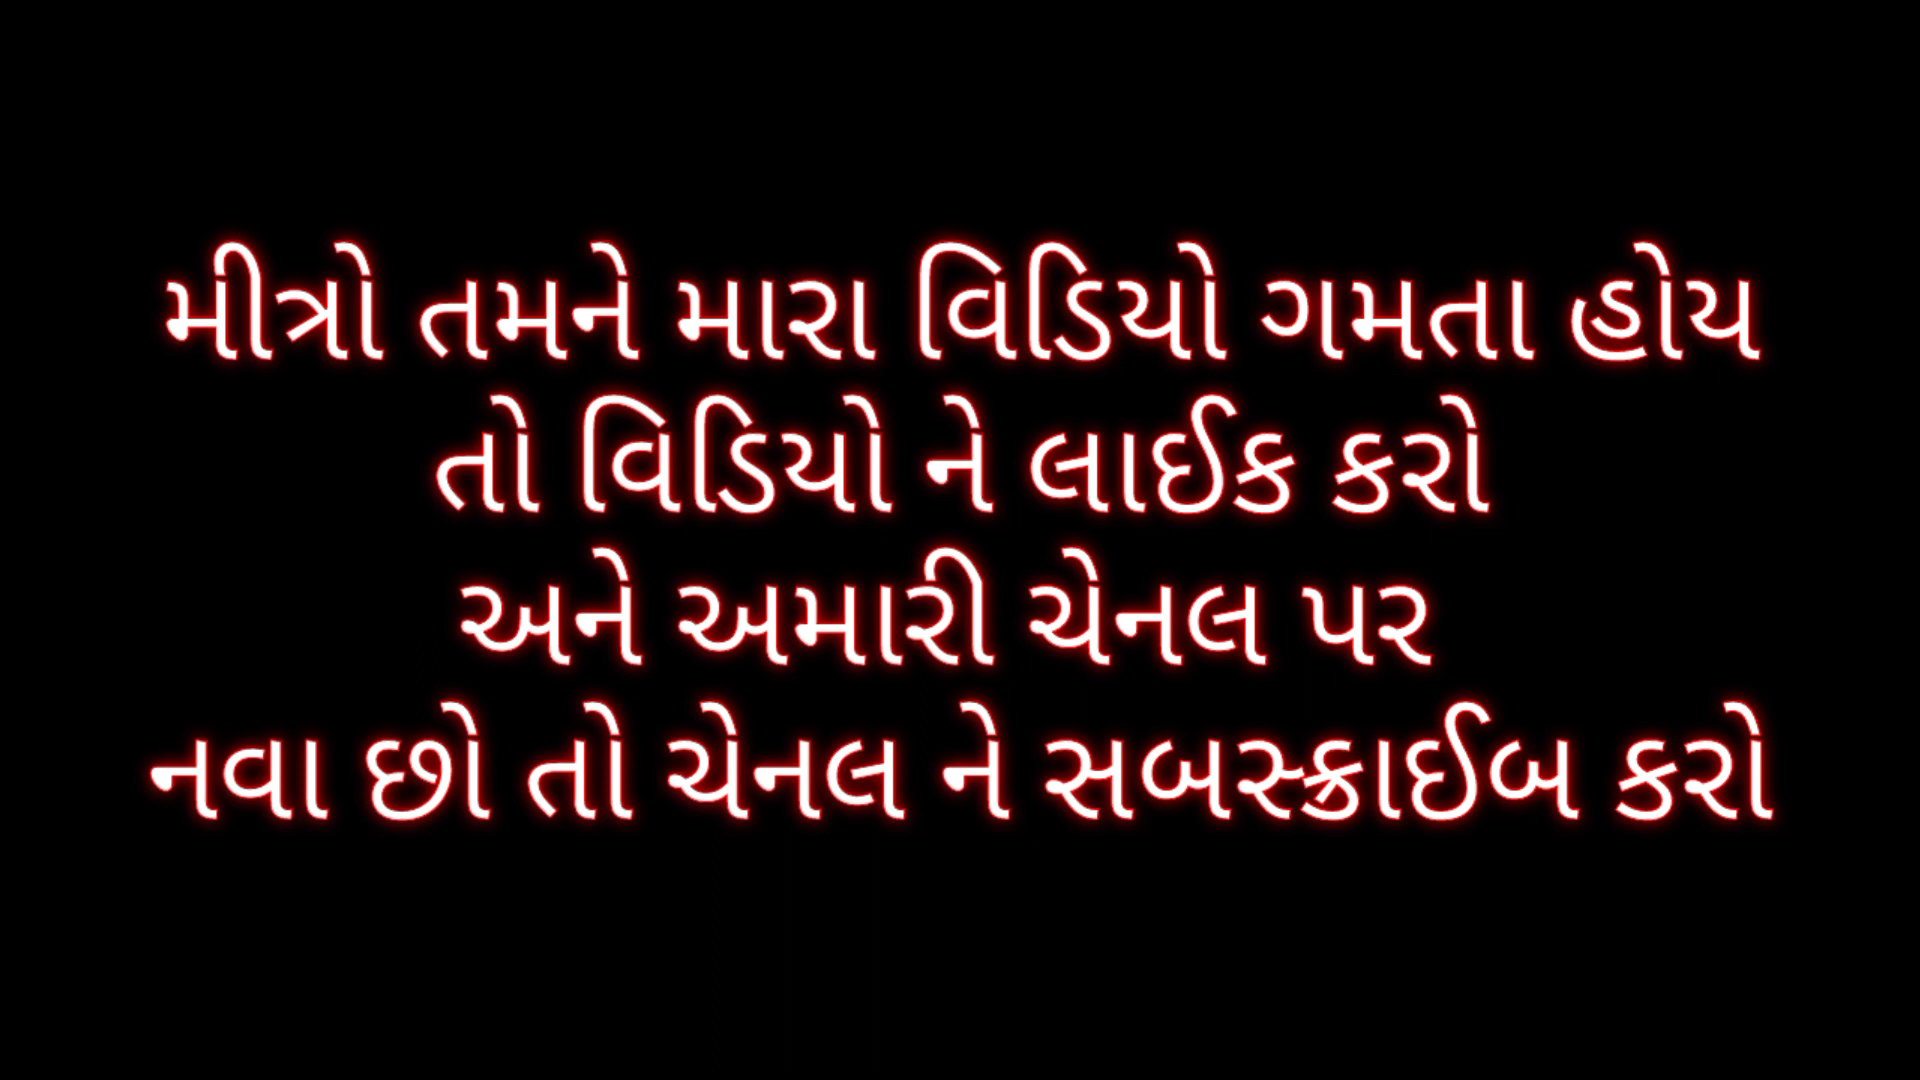 મીત્રો તમને મારા વિડિયો ગમતા હોય
તો વિડિયો ને લાઈક કરો
અને અમારી ચેનલ પર
નવા છો તો ચેનલ ને સબસ્ક્રાઈબ કરો